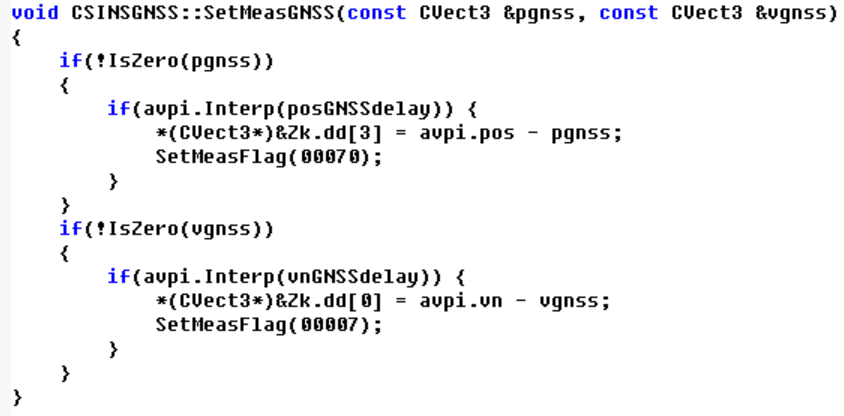 void CSINSGNSS::SetMeasGNSS(const CVect3 &pgnss, const CVect3 &vgnss)
{
    if(!IsZero(pgnss))
    {
        if(avpi.Interp(posGNSSdelay)) {
            *(CVect3*)&Zk.dd[3] = avpi.pos - pgnss;
            SetMeasFlag(00070);
        }
    }
    if(!IsZero(vgnss))
    {
        if(avpi.Interp(vnGNSSdelay)) {
            *(CVect3*)&Zk.dd[0] = avpi.vn - vgnss;
            SetMeasFlag(00007);
        }
    }
}